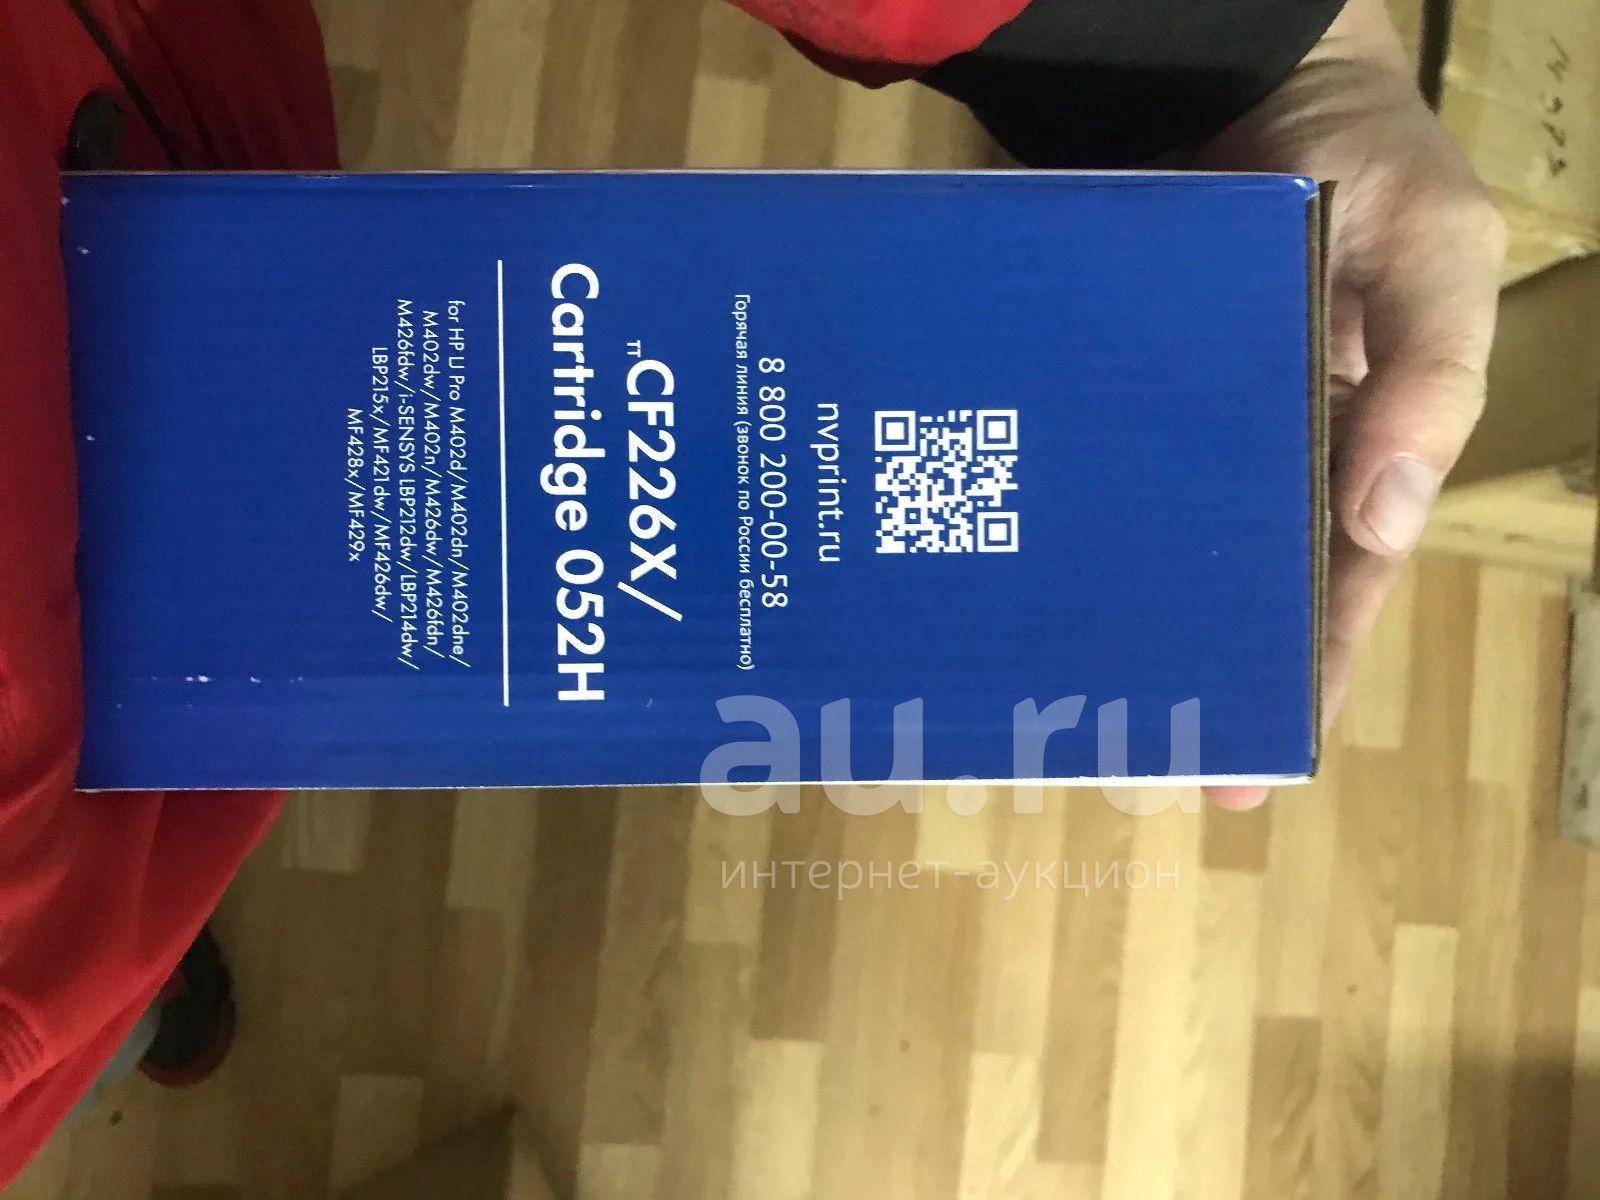 nvprint.ru
8 800 200-00-58
Горячая линия (звонок по России бесплатно)
TT CF226X/
Cartridge 052H
for HP LJ Pro M402d/M402dn/M402dne/
M402dw/M402n/M426dw/M426fdn/
M426fdw/i-SENSYS LBP212dw/LBP214dw/
LBP215x/MF421dw/MF426dw/
MF428x/MF429x
au.ru
интернет-аукцион